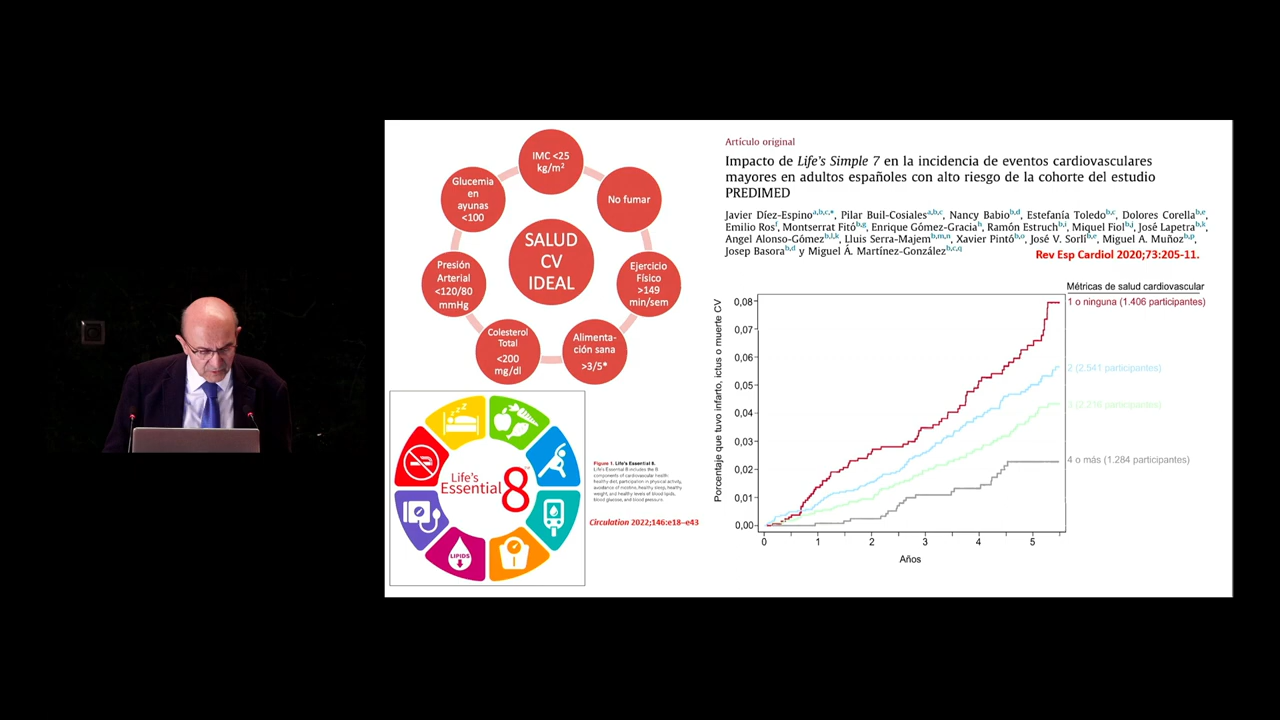 IMC <25
kg/m²
No fumar
Ejercicio
Físico
>149
min/sem
Alimenta-
ción sana
>3/5*
Colesterol
Total
<200
mg/dl
Presión
Arterial
<120/80
mmHg
Glucemia
en
ayunas
<100
SALUD
CV
IDEAL
Life's
Essential 8
LIPIDS
Figure 1. Life's Essential 8.
Life's Essential 8 includes the 8
components of cardiovascular health:
healthy diet, participation in physical activity,
avoidance of nicotine, healthy sleep, healthy
weight, and healthy levels of blood lipids,
blood glucose, and blood pressure.
Circulation 2022;146:e18–e43
Artículo original
Impacto de Life's Simple 7 en la incidencia de eventos cardiovasculares
mayores en adultos españoles con alto riesgo de la cohorte del estudio
PREDIMED
Javier Díez-Espino a,b,c,*, Pilar Buil-Cosiales a,b,c, Nancy Babio b,d, Estefanía Toledo b,c, Dolores Corella b,e,
Emilio Ros f, Montserrat Fitó b,g, Enrique Gómez-Gracia h, Ramón Estruch b,i, Miquel Fiol b,j, José Lapetra b,k,
Angel Alonso-Gómez b,l,k, Lluis Serra-Majem b,m,n, Xavier Pintó b,o, José V. Sorlí b,e, Miguel A. Muñoz b,p,
Josep Basora b,d y Miguel Á. Martínez-González b,c,q
Rev Esp Cardiol 2020;73:205-11.
Métricas de salud cardiovascular
1 o ninguna (1.406 participantes)
2 (2.541 participantes)
3 (2.216 participantes)
4 o más (1.284 participantes)
Porcentaje que tuvo infarto, ictus o muerte CV
0,08
0,07
0,06
0,05
0,04
0,03
0,02
0,01
0,00
0 1 2 3 4 5
Años